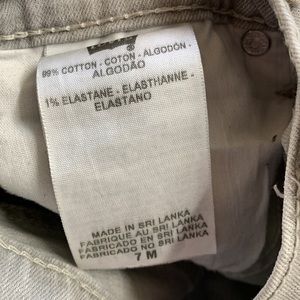 ®
99% COTTON - COTON - ALGODÓN -
ALGODÃO
1% ELASTANE - ELASTHANNE -
ELASTANO
MADE IN SRI LANKA
FABRIQUE AU SRI LANKA
FABRICADO EN SRI LANKA
FABRICADO NO SRI LANKA
7 M